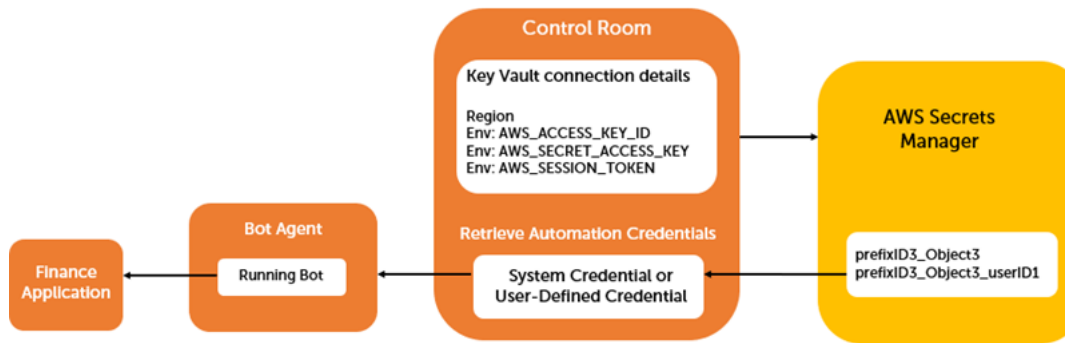 Control Room
Key Vault connection details
Region
Env: AWS_ACCESS_KEY_ID
Env: AWS_SECRET_ACCESS_KEY
Env: AWS_SESSION_TOKEN
AWS Secrets
Manager
Bot Agent
Running Bot
Finance
Application
Retrieve Automation Credentials
System Credential or
User-Defined Credential
prefixID3_Object3
prefixID3_Object3_userID1